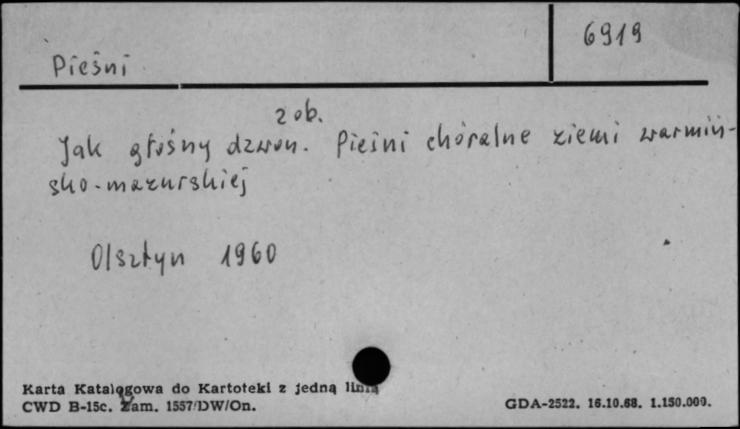 Pieśni
6919
zob.
Jak głośny dzwon. Pieśni chóralne ziemi warmiń-
sko-mazurskiej
Olsztyn 1960
Karta Katalogowa do Kartoteki z jedną linią
CWD B-15c. Zam. 1557/DW/On.
GDA-2522. 16.10.68. 1.150.000.